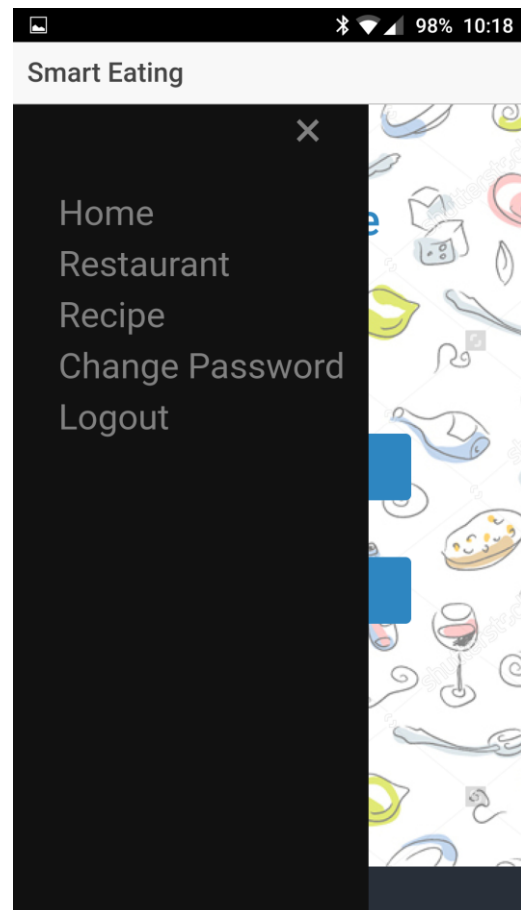 98% 10:18
Smart Eating
×
Home
e
Restaurant
Recipe
Change Password
Logout